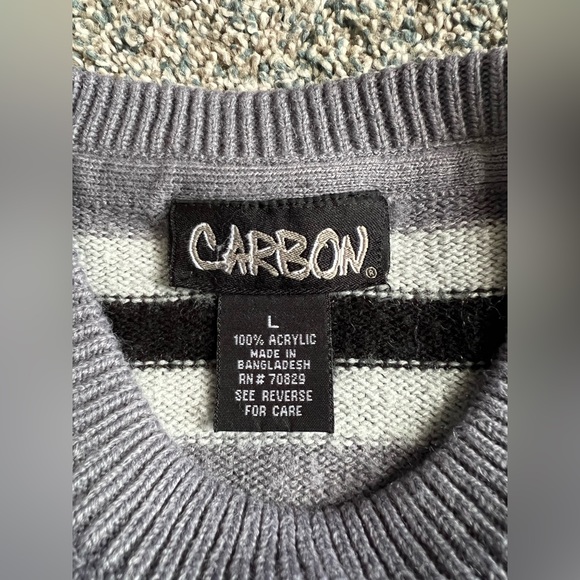 CARBON®
L
100% ACRYLIC
MADE IN
BANGLADESH
RN# 70829
SEE REVERSE
FOR CARE